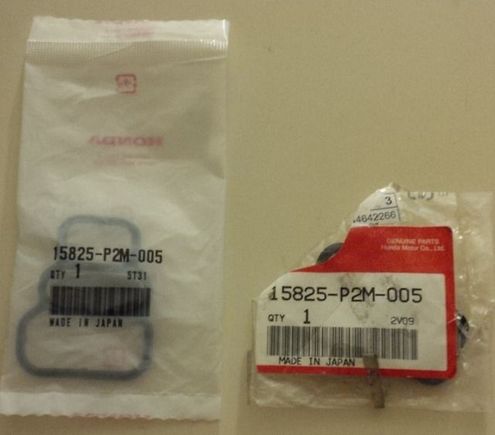 HONDA
15825-P2M-005
QTY 1 ST31
MADE IN JAPAN
3
4642266
GENUINE PARTS
Honda Motor Co., Ltd.
15825-P2M-005
QTY 1 2V09
MADE IN JAPAN